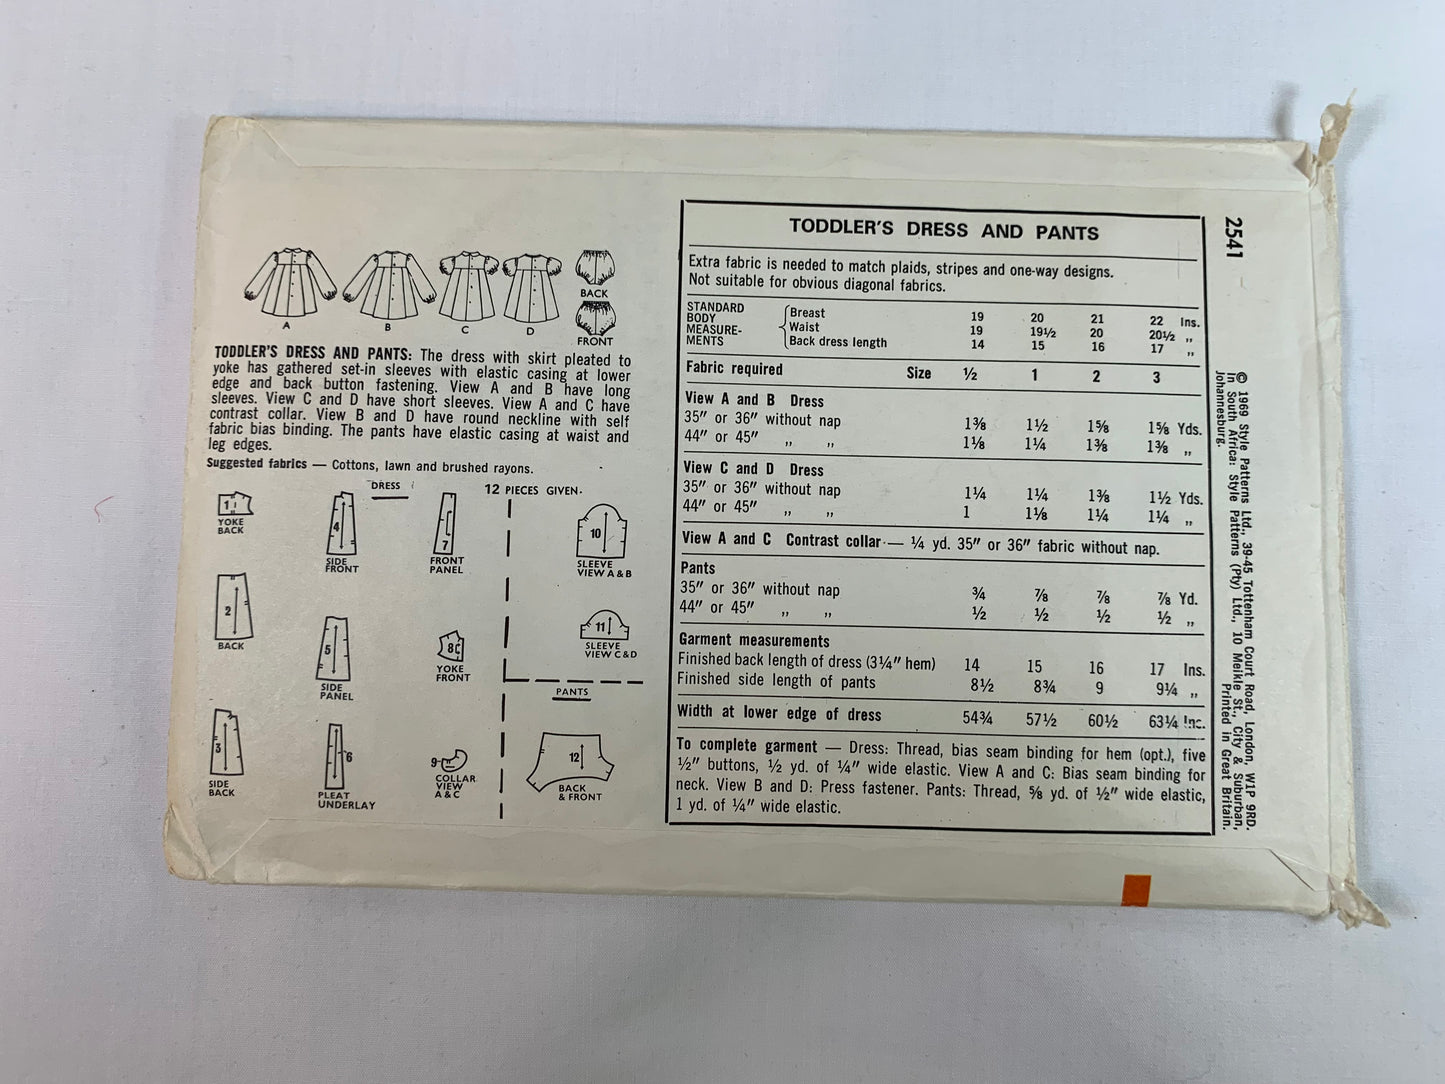 A
B
C
D
BACK
FRONT
TODDLER'S DRESS AND PANTS: The dress with skirt pleated to
yoke has gathered set-in sleeves with elastic casing at lower
edge and back button fastening. View A and B have long
sleeves. View C and D have short sleeves. View A and C have
contrast collar. View B and D have round neckline with self
fabric bias binding. The pants have elastic casing at waist and
leg edges.
Suggested fabrics — Cottons, lawn and brushed rayons.
DRESS
12 PIECES GIVEN.
1
YOKE
BACK
4
SIDE
FRONT
7
FRONT
PANEL
10
SLEEVE
VIEW A & B
2
BACK
5
SIDE
PANEL
8
YOKE
FRONT
11
SLEEVE
VIEW C & D
PANTS
3
SIDE
BACK
6
PLEAT
UNDERLAY
9
COLLAR
VIEW
A & C
12
BACK
& FRONT
TODDLER'S DRESS AND PANTS
Extra fabric is needed to match plaids, stripes and one-way designs.
Not suitable for obvious diagonal fabrics.
STANDARD
BODY
MEASURE-
MENTS
Breast 19 20 21 22 Ins.
Waist 19 19½ 20 20½ ,,
Back dress length 14 15 16 17 ,,
Fabric required Size ½ 1 2 3
View A and B Dress
35" or 36" without nap 1⅜ 1½ 1⅝ 1⅝ Yds.
44" or 45" ,, ,, 1⅛ 1¼ 1⅜ 1⅜ ,,
View C and D Dress
35" or 36" without nap 1¼ 1¼ 1⅜ 1½ Yds.
44" or 45" ,, ,, 1 1⅛ 1¼ 1¼ ,,
View A and C Contrast collar — ¼ yd. 35" or 36" fabric without nap.
Pants
35" or 36" without nap ¾ ⅞ ⅞ ⅞ Yd.
44" or 45" ,, ,, ½ ½ ½ ½ ,,
Garment measurements
Finished back length of dress (3¼" hem) 14 15 16 17 Ins.
Finished side length of pants 8½ 8¾ 9 9¼ ,,
Width at lower edge of dress 54¾ 57½ 60½ 63¼ Inc.
To complete garment — Dress: Thread, bias seam binding for hem (opt.), five
½" buttons, ½ yd. of ¼" wide elastic. View A and C: Bias seam binding for
neck. View B and D: Press fastener. Pants: Thread, ⅝ yd. of ½" wide elastic,
1 yd. of ¼" wide elastic.
2541
© 1969 Style Patterns Ltd., 39-45 Tottenham Court Road, London, W1P 9RD.
In South Africa: Style Patterns (Pty) Ltd., 10 Meikle St., City & Suburban,
Johannesburg. Printed in Great Britain.